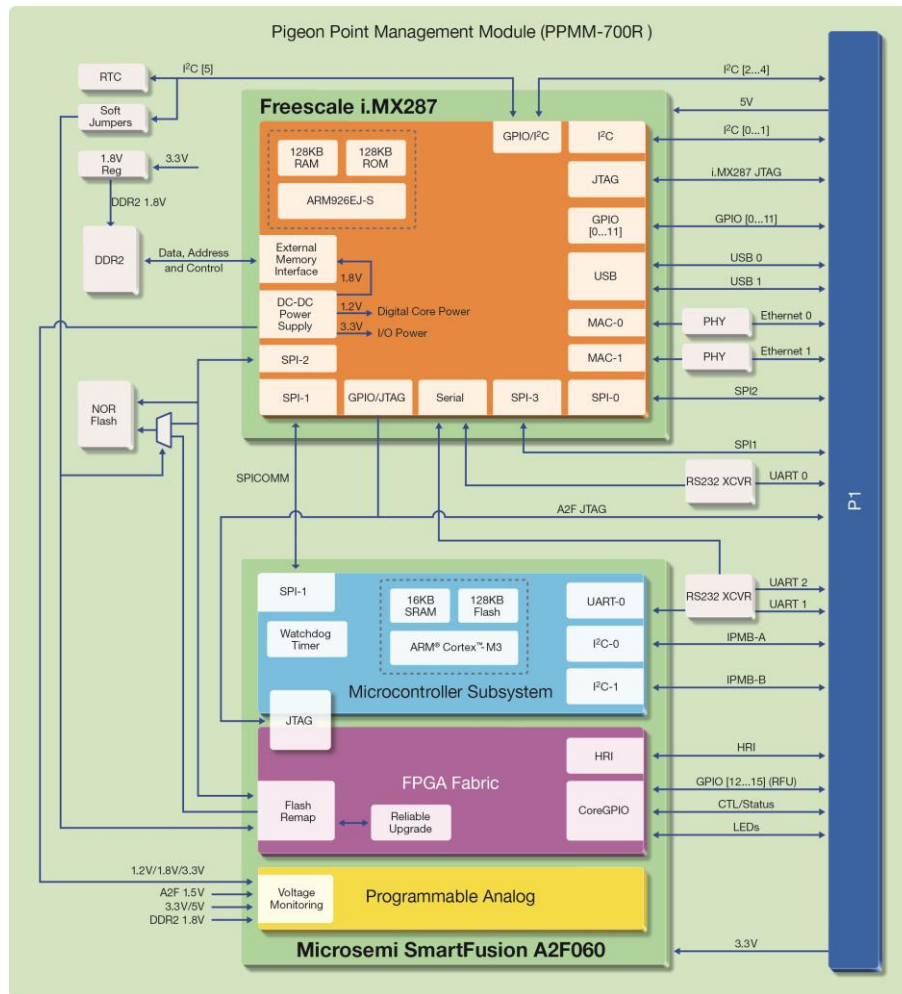 Pigeon Point Management Module (PPMM-700R )
RTC
I²C [5]
I²C [2...4]
Soft
Jumpers
Freescale i.MX287
5V
GPIO/I²C
I²C
I²C [0...1]
128KB
RAM
128KB
ROM
1.8V
Reg
3.3V
JTAG
i.MX287 JTAG
ARM926EJ-S
DDR2 1.8V
GPIO
[0...11]
GPIO [0...11]
DDR2
Data, Address
and Control
External
Memory
Interface
1.8V
USB
USB 0
USB 1
DC-DC
Power
Supply
1.2V
Digital Core Power
3.3V
I/O Power
MAC-0
PHY
Ethernet 0
SPI-2
MAC-1
PHY
Ethernet 1
NOR
Flash
SPI-1
GPIO/JTAG
Serial
SPI-3
SPI-0
SPI2
SPI1
SPICOMM
RS232 XCVR
UART 0
P1
A2F JTAG
SPI-1
16KB
SRAM
128KB
Flash
UART-0
RS232 XCVR
UART 2
UART 1
Watchdog
Timer
ARM® Cortex™-M3
I²C-0
IPMB-A
Microcontroller Subsystem
I²C-1
IPMB-B
JTAG
HRI
HRI
FPGA Fabric
Flash
Remap
Reliable
Upgrade
CoreGPIO
GPIO [12...15] (RFU)
CTL/Status
LEDs
1.2V/1.8V/3.3V
A2F 1.5V
3.3V/5V
DDR2 1.8V
Voltage
Monitoring
Programmable Analog
Microsemi SmartFusion A2F060
3.3V